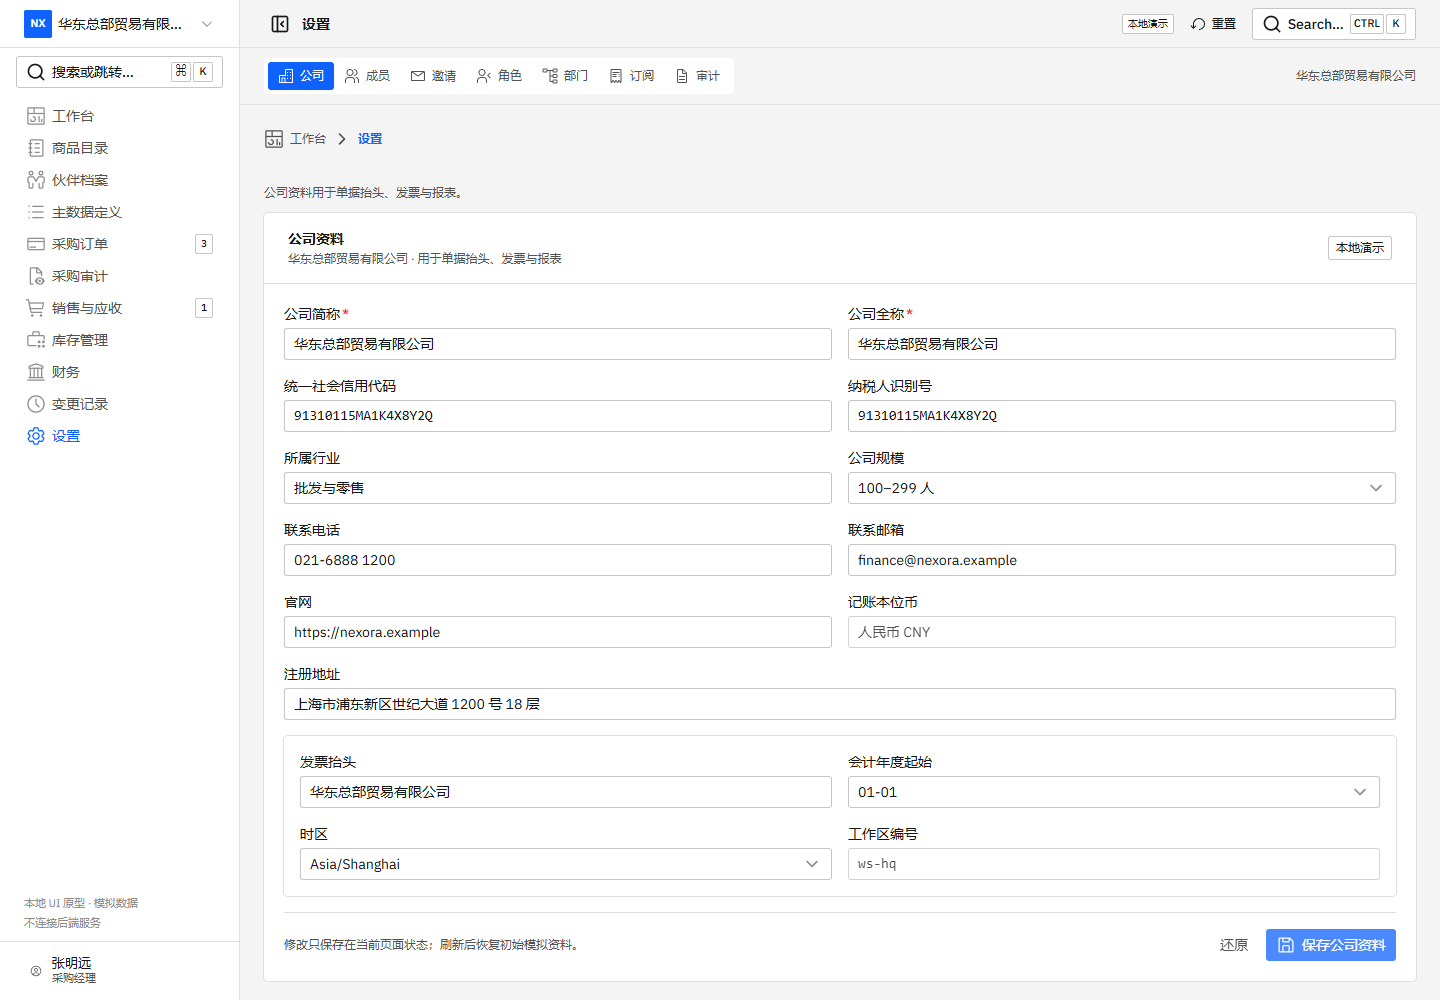 NX 华东总部贸易有限...
搜索或跳转... ⌘ K
工作台
商品目录
伙伴档案
主数据定义
采购订单 3
采购审计
销售与应收 1
库存管理
财务
变更记录
设置
本地 UI 原型 · 模拟数据
不连接后端服务
张明远
采购经理
设置
本地演示 重置 Search... CTRL K
公司 成员 邀请 角色 部门 订阅 审计
华东总部贸易有限公司
工作台 设置
公司资料用于单据抬头、发票与报表。
公司资料
华东总部贸易有限公司 · 用于单据抬头、发票与报表
本地演示
公司简称* 公司全称*
华东总部贸易有限公司 华东总部贸易有限公司
统一社会信用代码 纳税人识别号
91310115MA1K4X8Y2Q 91310115MA1K4X8Y2Q
所属行业 公司规模
批发与零售 100–299 人
联系电话 联系邮箱
021-6888 1200 finance@nexora.example
官网 记账本位币
https://nexora.example 人民币 CNY
注册地址
上海市浦东新区世纪大道 1200 号 18 层
发票抬头 会计年度起始
华东总部贸易有限公司 01-01
时区 工作区编号
Asia/Shanghai ws-hq
修改只保存在当前页面状态；刷新后恢复初始模拟资料。
还原 保存公司资料